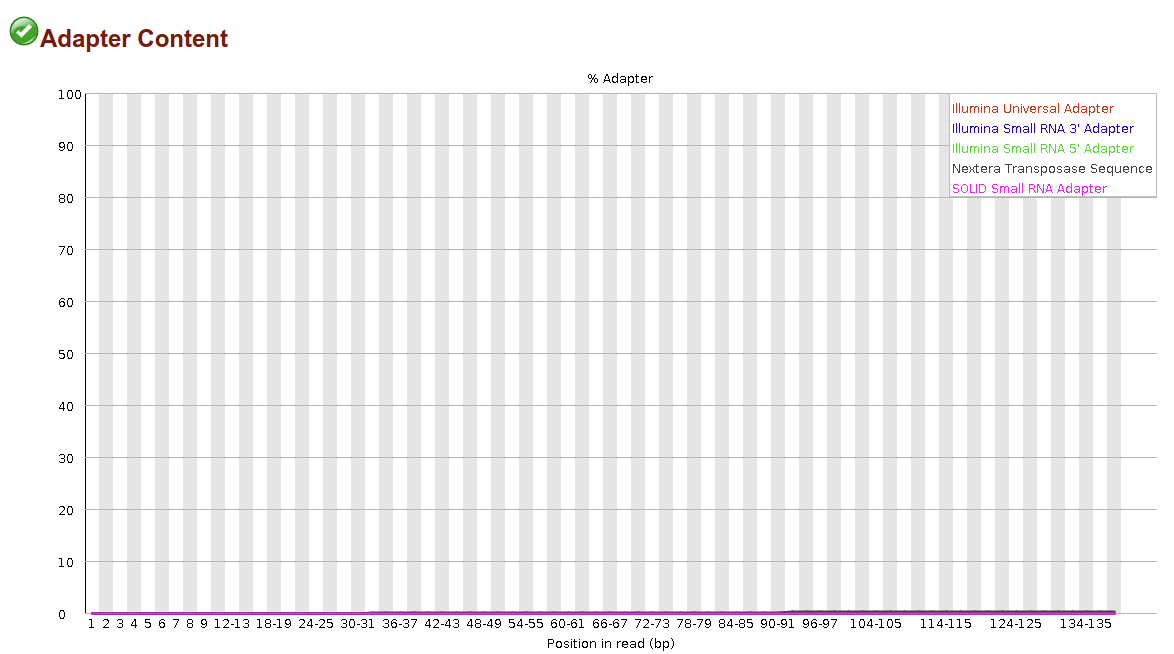 Adapter Content
% Adapter
100
90
80
70
60
50
40
30
20
10
0
Illumina Universal Adapter
Illumina Small RNA 3' Adapter
Illumina Small RNA 5' Adapter
Nextera Transposase Sequence
SOLID Small RNA Adapter
1 2 3 4 5 6 7 8 9 12-13 18-19 24-25 30-31 36-37 42-43 48-49 54-55 60-61 66-67 72-73 78-79 84-85 90-91 96-97 104-105 114-115 124-125 134-135
Position in read (bp)